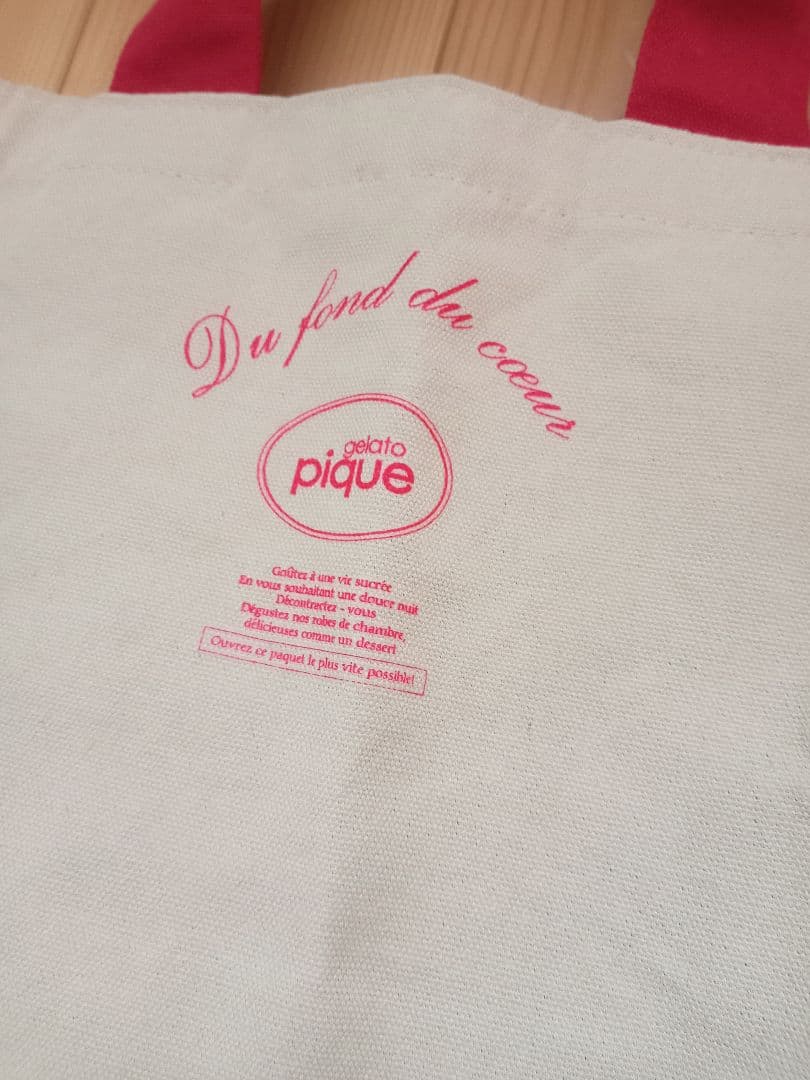 Du fond du cœur
gelato
pique
Goûtez à une vie sucrée
En vous souhaitant une douce nuit
Décontractez - vous
Dégustez nos robes de chambre,
délicieuses comme un dessert
Ouvrez ce paquet le plus vite possible!